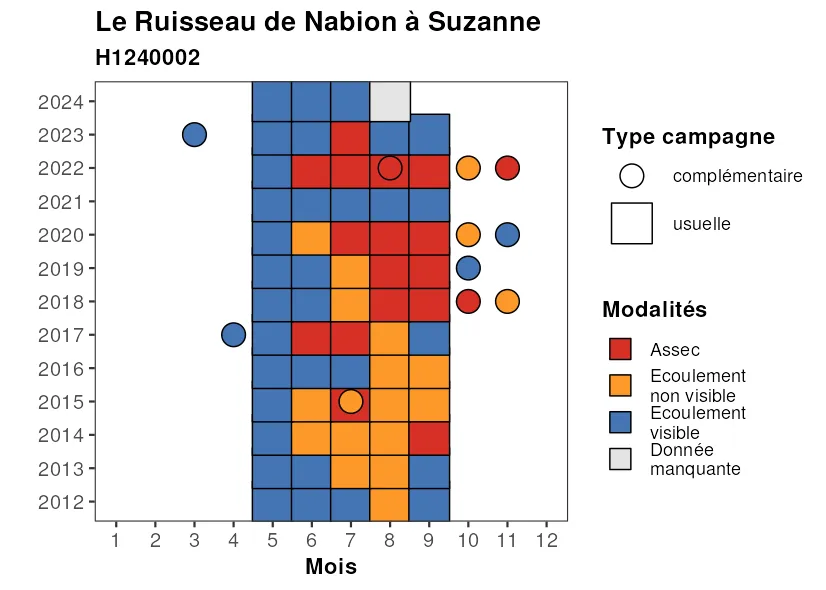 Le Ruisseau de Nabion à Suzanne
H1240002
2024
2023
2022
2021
2020
2019
2018
2017
2016
2015
2014
2013
2012
1 2 3 4 5 6 7 8 9 10 11 12
Mois
Type campagne
complémentaire
usuelle
Modalités
Assec
Ecoulement
non visible
Ecoulement
visible
Donnée
manquante